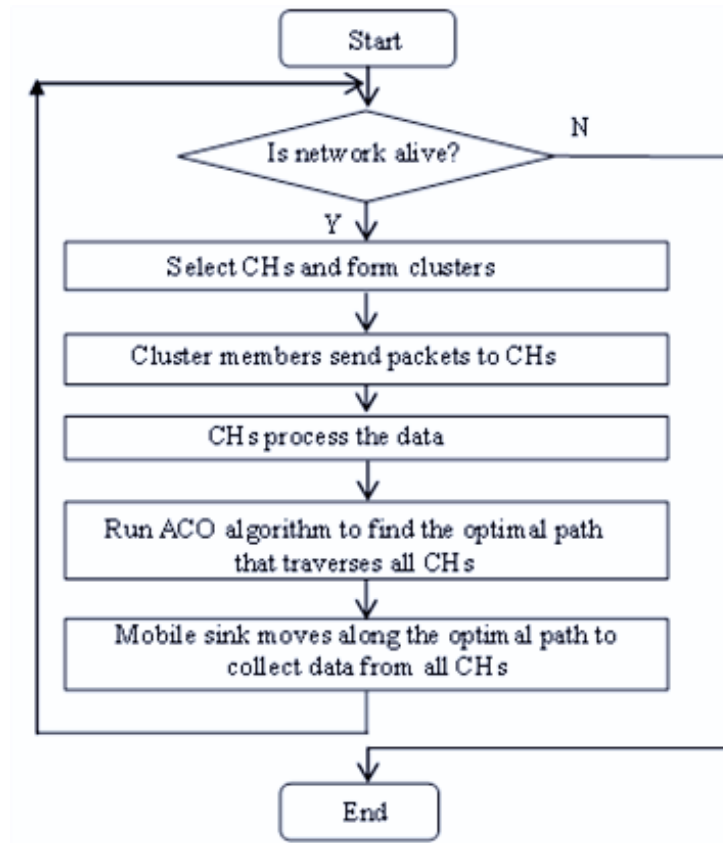 Start
Is network alive?
N
Y
Select CHs and form clusters
Cluster members send packets to CHs
CHs process the data
Run ACO algorithm to find the optimal path
that traverses all CHs
Mobile sink moves along the optimal path to
collect data from all CHs
End